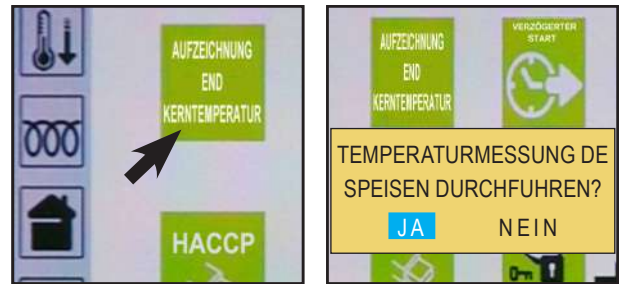 AUFZEICHNUNG
END
KERNTEMPERATUR
HACCP
AUFZEICHNUNG
END
KERNTEMPERATUR
VERZÖGERTER
START
TEMPERATURMESSUNG DE
SPEISEN DURCHFUHREN?
JA NEIN